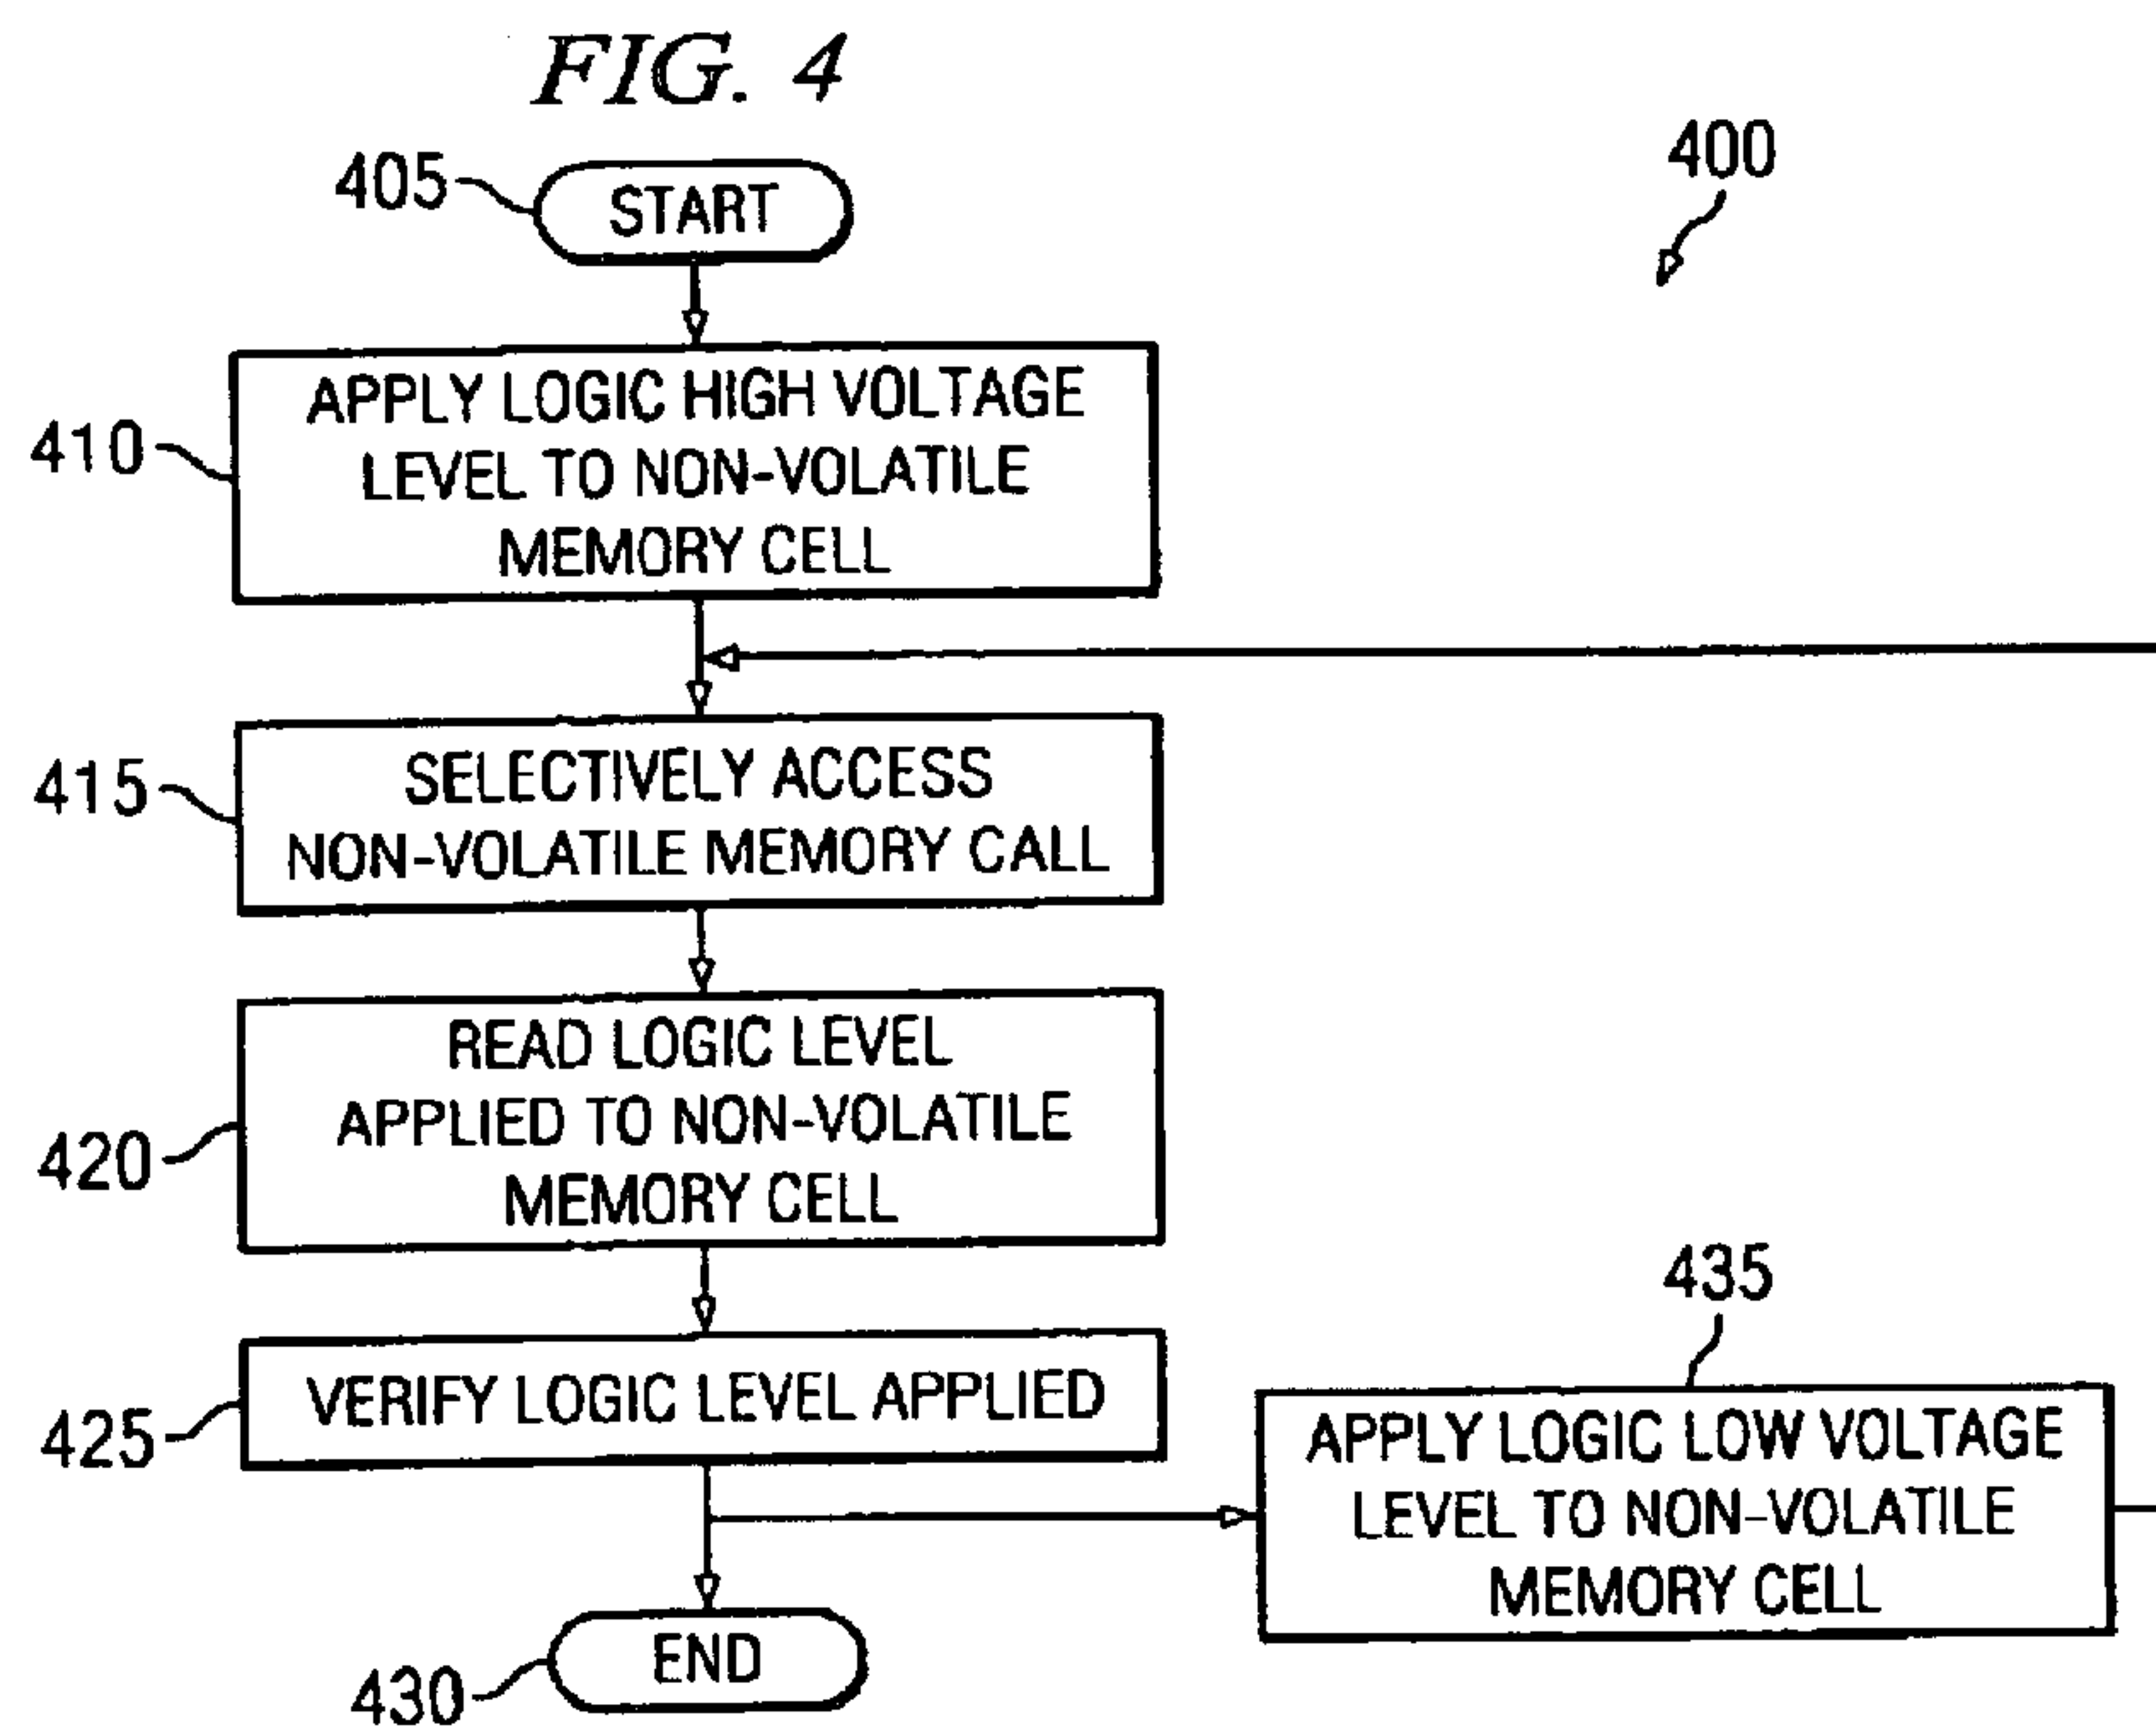 FIG. 4
400
405
START
410
APPLY LOGIC HIGH VOLTAGE
LEVEL TO NON-VOLATILE
MEMORY CELL
415
SELECTIVELY ACCESS
NON-VOLATILE MEMORY CALL
420
READ LOGIC LEVEL
APPLIED TO NON-VOLATILE
MEMORY CELL
425
VERIFY LOGIC LEVEL APPLIED
435
APPLY LOGIC LOW VOLTAGE
LEVEL TO NON-VOLATILE
MEMORY CELL
430
END